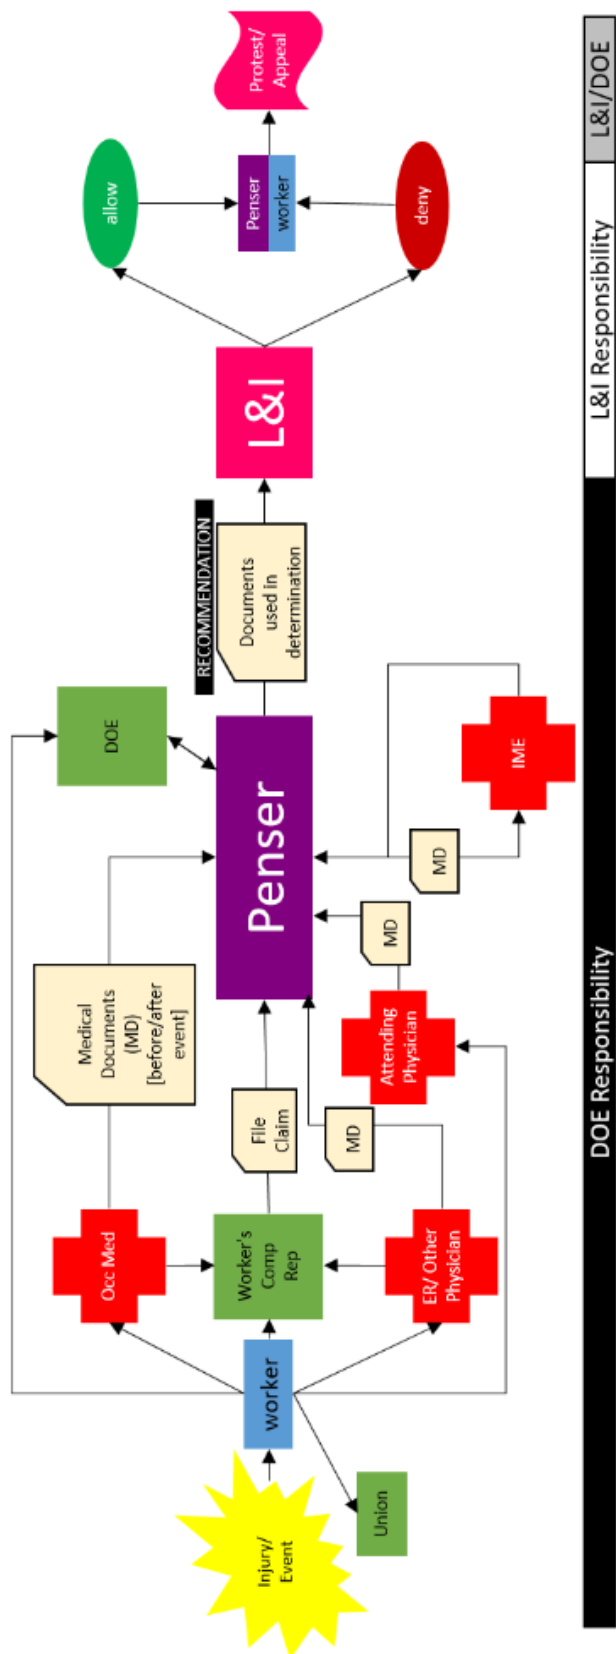 Injury/
Event
worker
Union
Occ Med
Worker's
Comp
Rep
ER/ Other
Physician
Medical
Documents
(MD)
[before/after
event]
File
Claim
MD
Attending
Physician
MD
MD
IME
DOE
Penser
RECOMMENDATION
Documents
used in
determination
L&I
allow
deny
Penser
worker
Protest/
Appeal
DOE Responsibility
L&I Responsibility
L&I/DOE